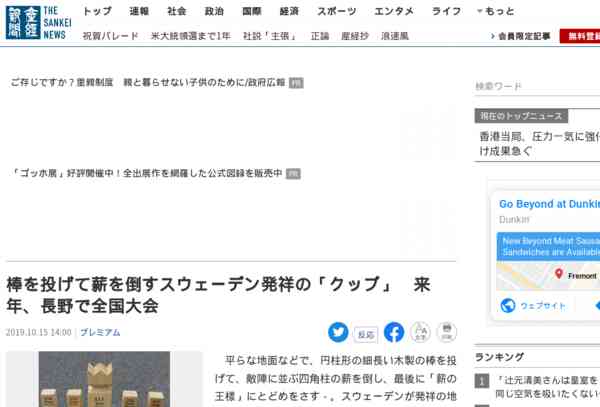 産経新聞
THE SANKEI NEWS
トップ 速報 社会 政治 国際 経済 スポーツ エンタメ ライフ もっと
祝賀パレード 米大統領選まで1年 社説「主張」 正論 産経抄 浪速風
会員限定記事 無料登録
ご存じですか？里親制度 親と暮らせない子供のために/政府広報 PR
検索ワード
現在のトップニュース
香港当局、圧力一気に強化
け成果急ぐ
「ゴッホ展」好評開催中！全出展作を網羅した公式図録を販売中 PR
Go Beyond at Dunkin
Dunkin'
New Beyond Meat Sausa
Sandwiches are Available
Fremont
ウェブサイト
棒を投げて薪を倒すスウェーデン発祥の「クッブ」 来
年、長野で全国大会
2019.10.15 14:00 プレミアム
反応
印刷
平らな地面などで、円柱形の細長い木製の棒を投
げて、敵陣に並ぶ四角柱の薪を倒し、最後に「薪の
王様」にとどめをさす－。スウェーデンが発祥の地
ランキング
1 「辻元清美さんは皇室を
同じ空気を吸いたくない